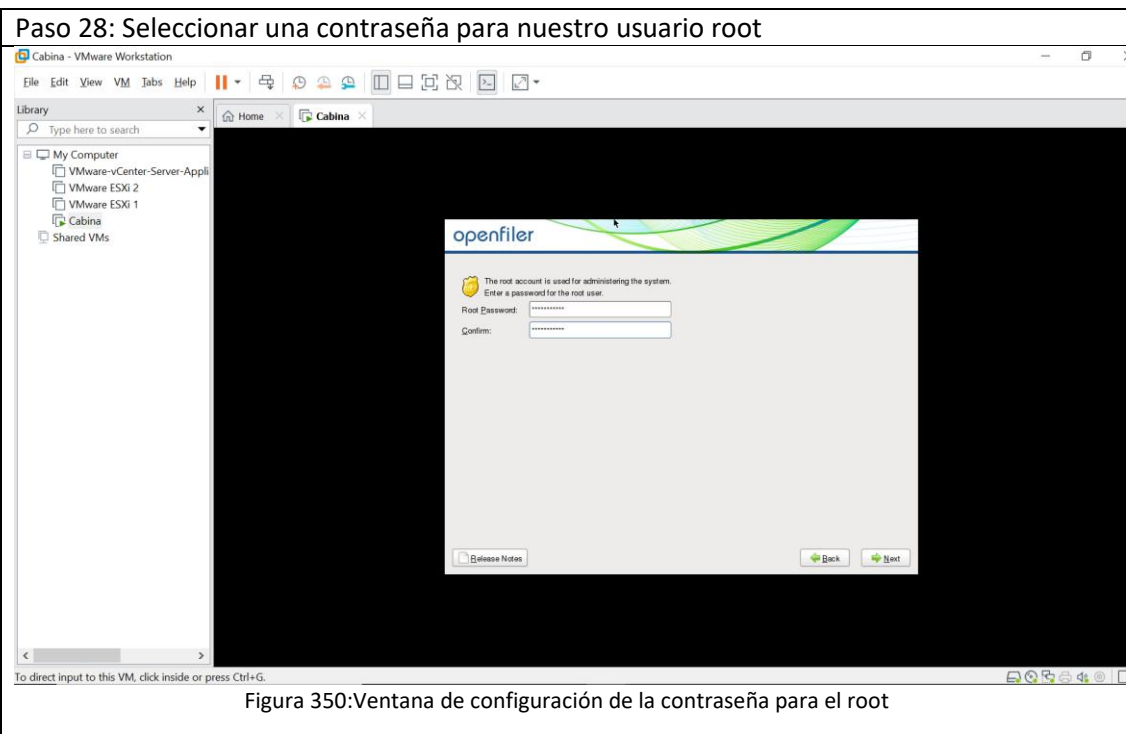 Paso 28: Seleccionar una contraseña para nuestro usuario root
Cabina - VMware Workstation
File Edit View VM Tabs Help
Library
Type here to search
Home
Cabina
My Computer
VMware-vCenter-Server-Appli
VMware ESXi 2
VMware ESXi 1
Cabina
Shared VMs
openfiler
The root account is used for administering the system.
Enter a password for the root user.
Root Password: ***********
Confirm: ***********
Release Notes
Back
Next
To direct input to this VM, click inside or press Ctrl+G.
Figura 350:Ventana de configuración de la contraseña para el root